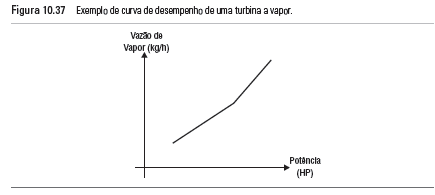 Figura 10.37 Exemplo de curva de desempenho de uma turbina a vapor.
Vazão de
Vapor (kg/h)
Potência
(HP)